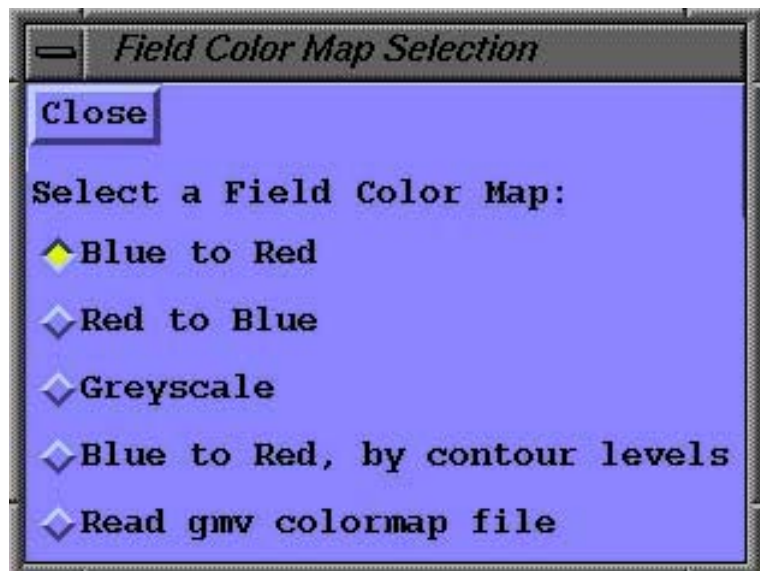 Field Color Map Selection
Close
Select a Field Color Map:
Blue to Red
Red to Blue
Greyscale
Blue to Red, by contour levels
Read gmv colormap file